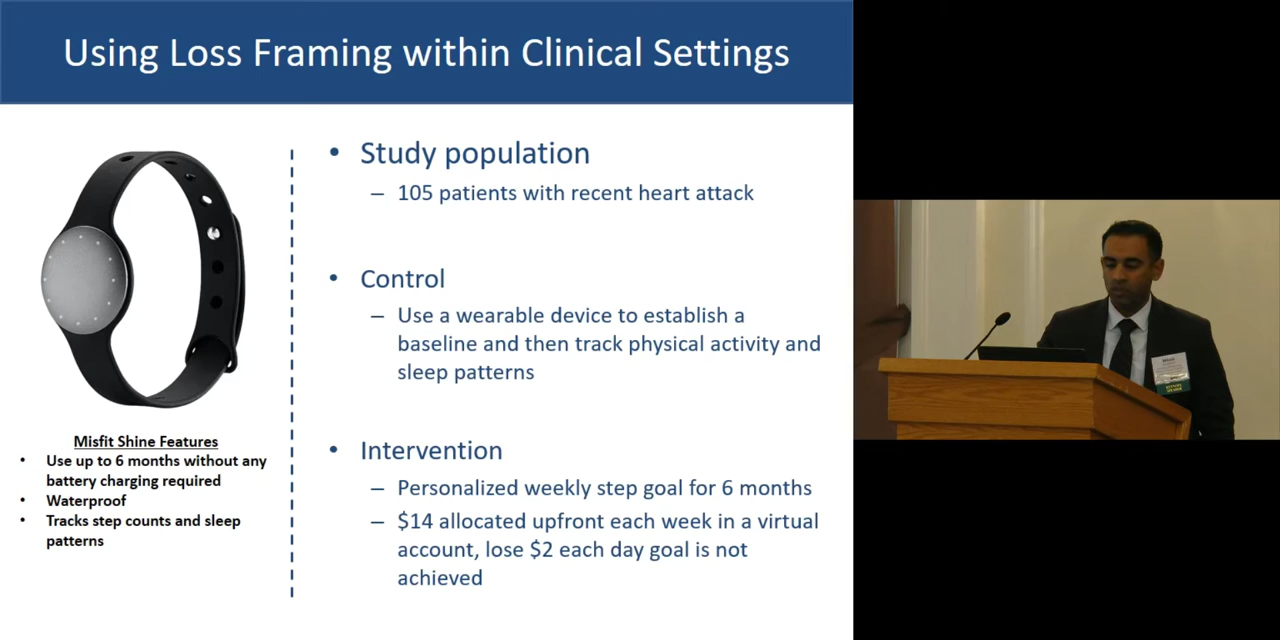 Using Loss Framing within Clinical Settings
Misfit Shine Features
• Use up to 6 months without any
battery charging required
• Waterproof
• Tracks step counts and sleep
patterns
• Study population
– 105 patients with recent heart attack
• Control
– Use a wearable device to establish a
baseline and then track physical activity and
sleep patterns
• Intervention
– Personalized weekly step goal for 6 months
– $14 allocated upfront each week in a virtual
account, lose $2 each day goal is not
achieved